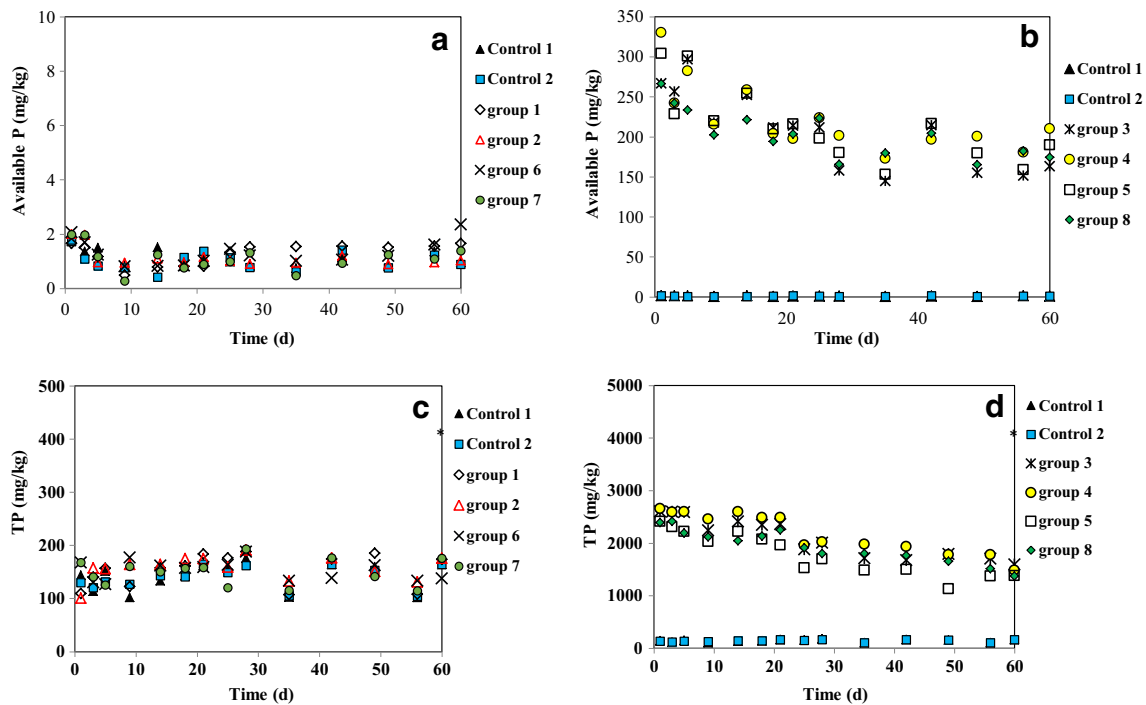 a
Available P (mg/kg)
10
8
6
4
2
0
0 10 20 30 40 50 60
Time (d)
Control 1
Control 2
group 1
group 2
group 6
group 7
b
Available P (mg/kg)
350
300
250
200
150
100
50
0
0 20 40 60
Time (d)
Control 1
Control 2
group 3
group 4
group 5
group 8
c
TP (mg/kg)
500
400
300
200
100
0
0 10 20 30 40 50 60
Time (d)
*
Control 1
Control 2
group 1
group 2
group 6
group 7
d
TP (mg/kg)
5000
4000
3000
2000
1000
0
0 10 20 30 40 50 60
Time (d)
*
Control 1
Control 2
group 3
group 4
group 5
group 8